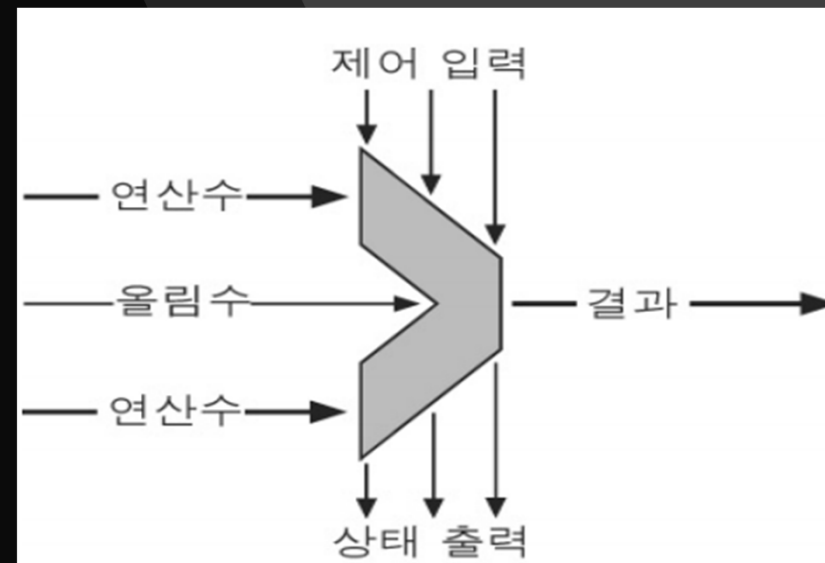 제어 입력
연산수
올림수
결과
연산수
상태 출력